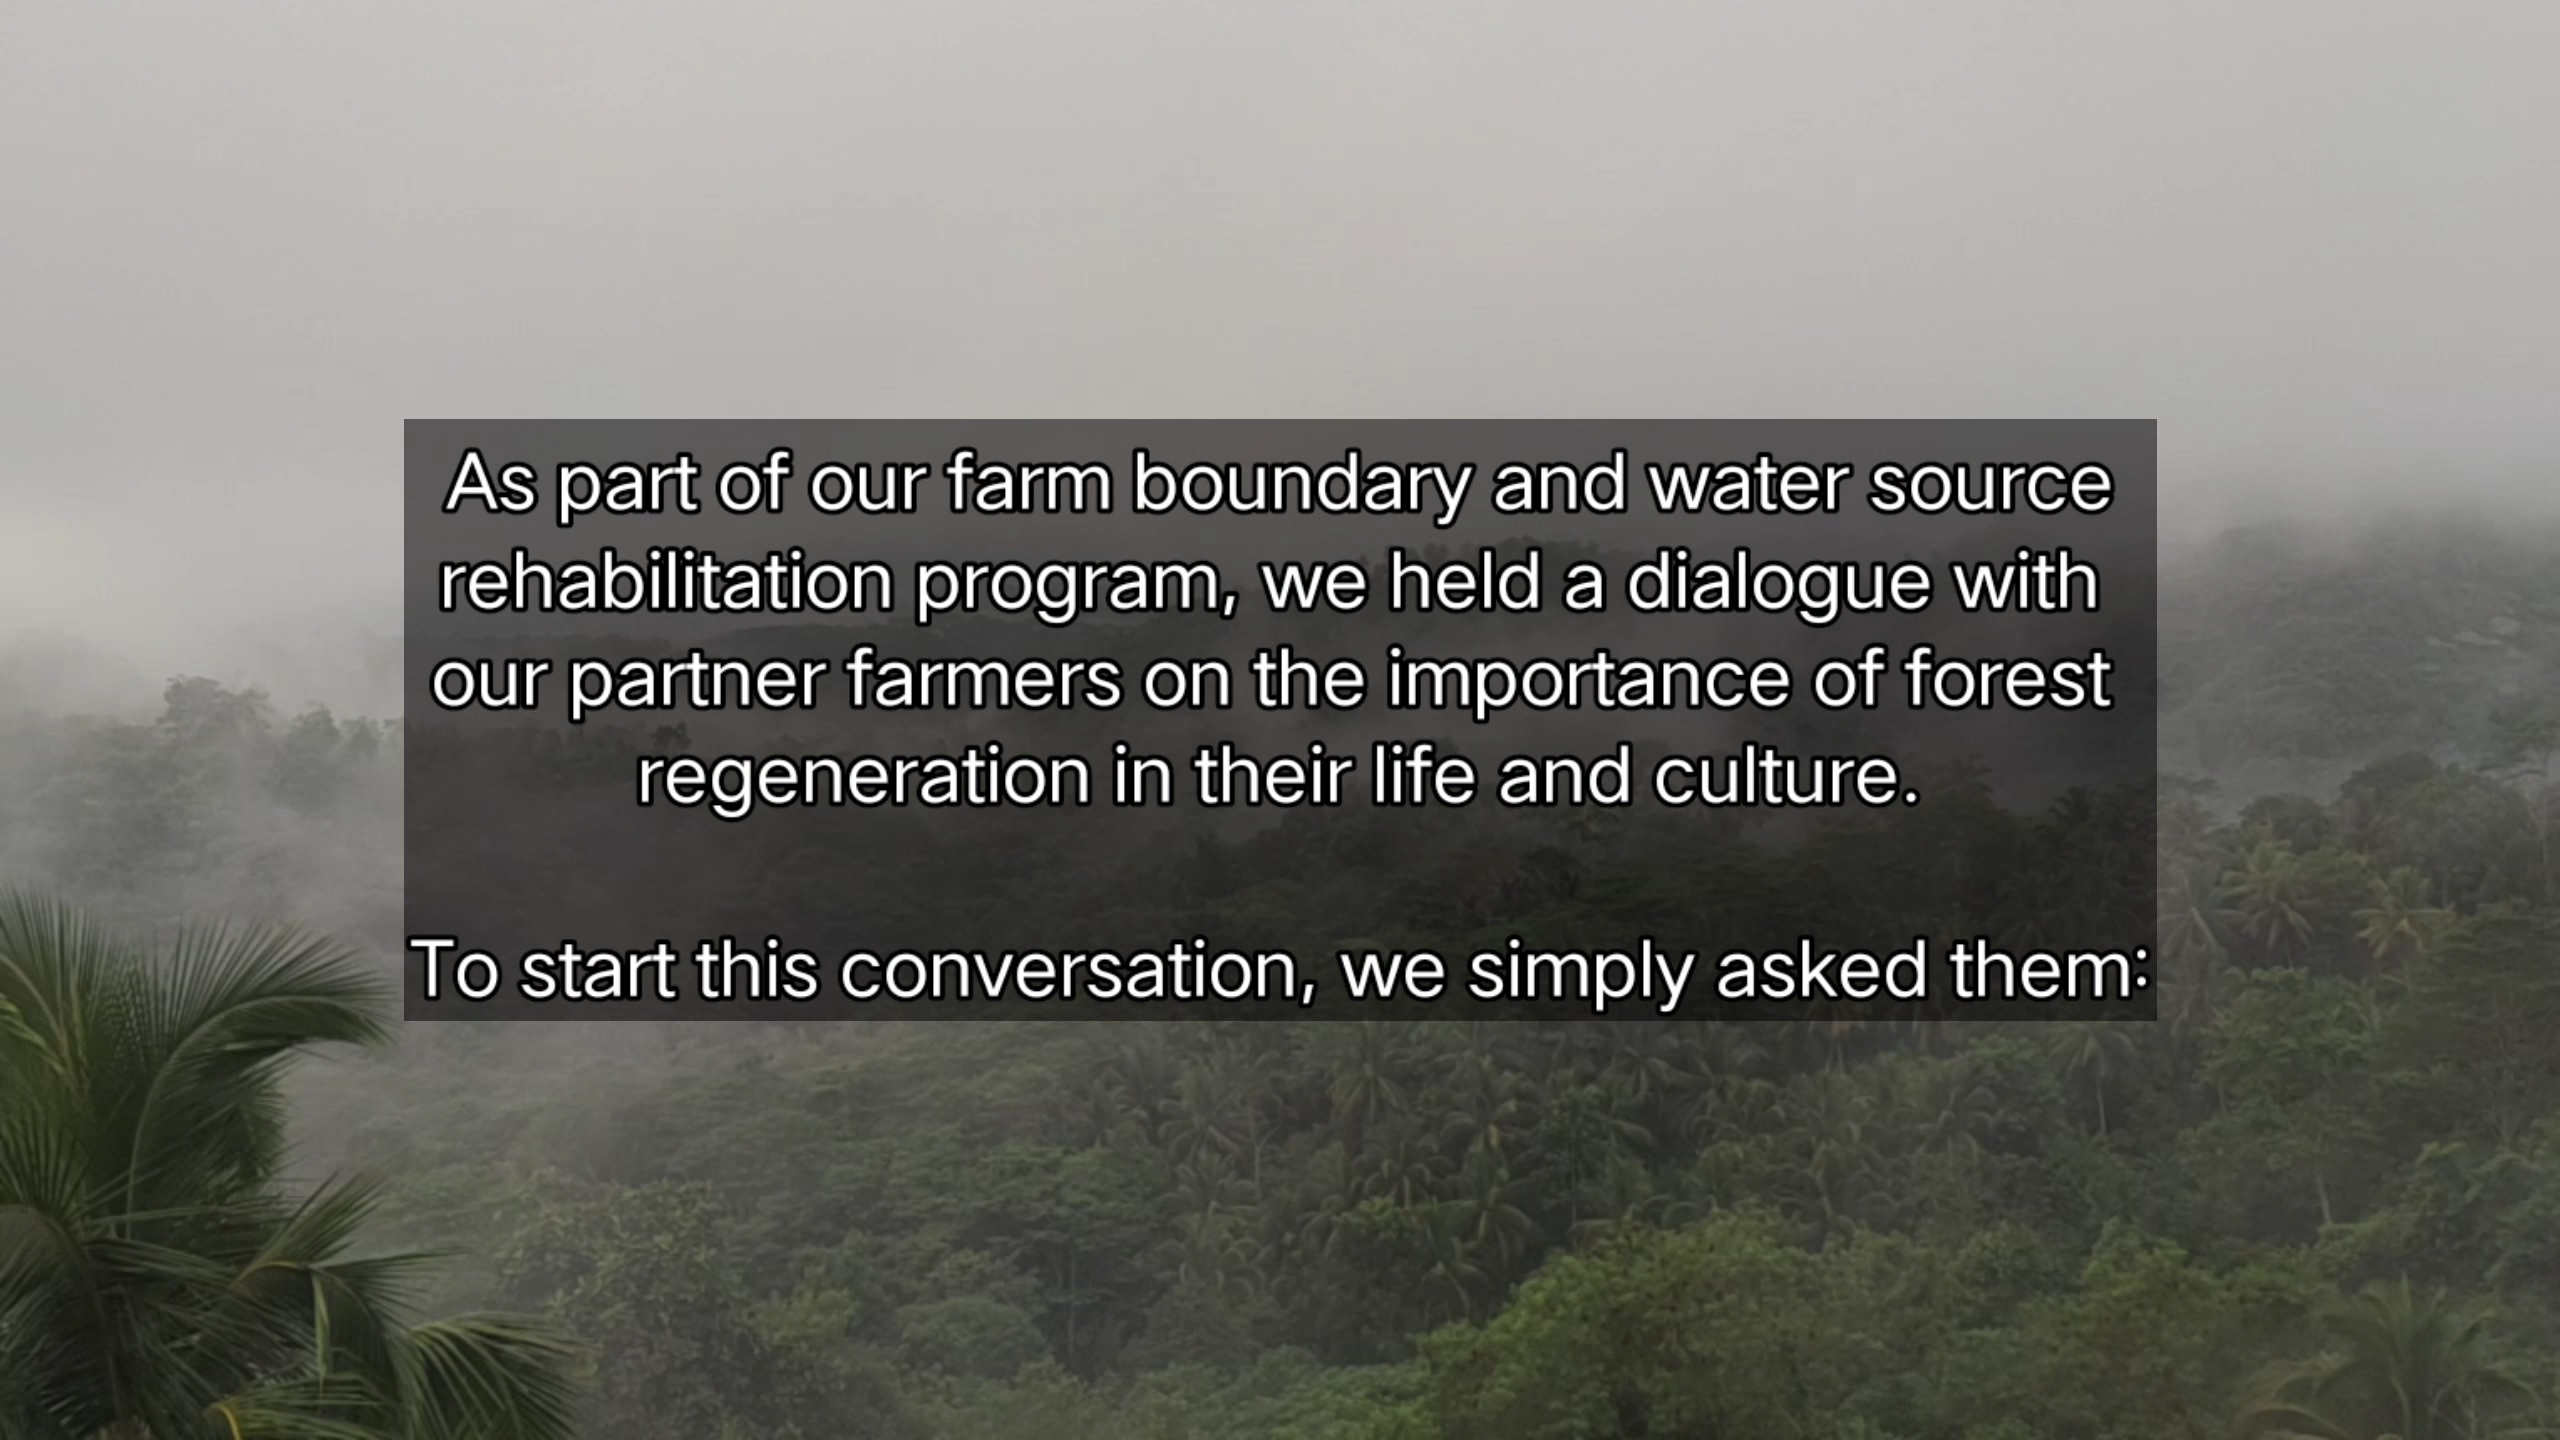 As part of our farm boundary and water source
rehabilitation program, we held a dialogue with
our partner farmers on the importance of forest
regeneration in their life and culture.
To start this conversation, we simply asked them: